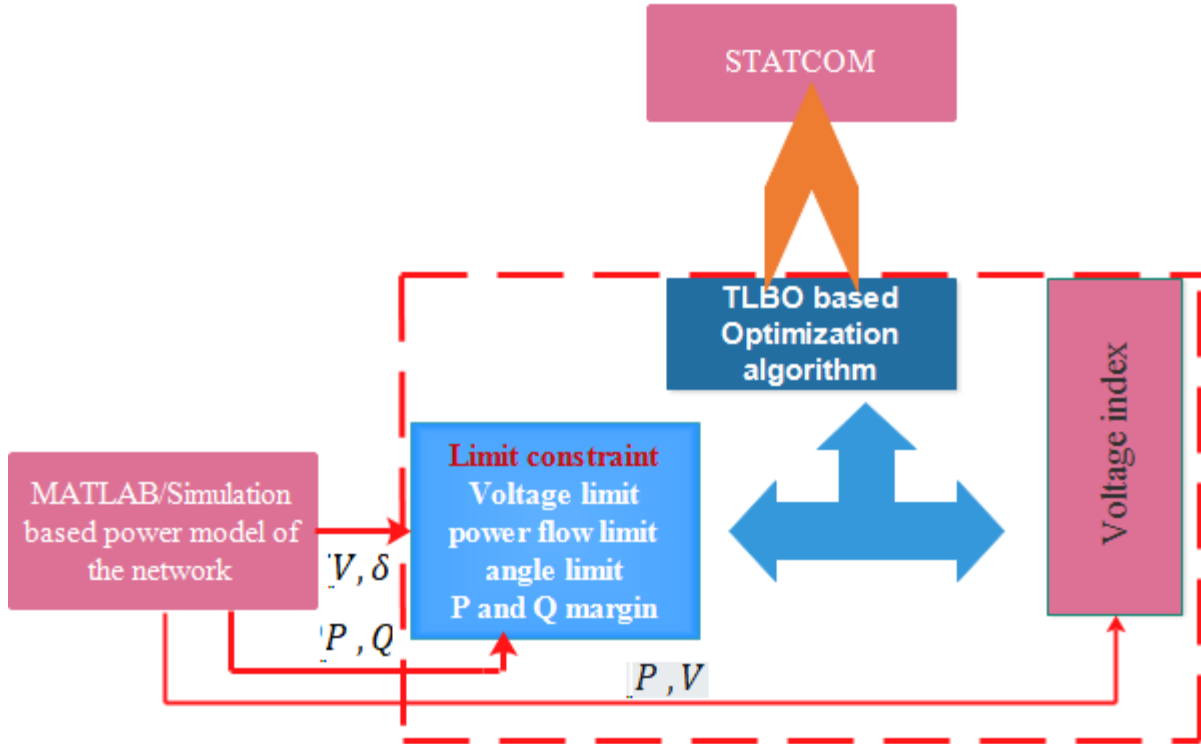 STATCOM
TLBO based
Optimization
algorithm
Limit constraint
Voltage limit
power flow limit
angle limit
P and Q margin
MATLAB/Simulation
based power model of
the network
V, δ
P , Q
P , V
Voltage index